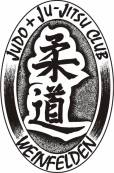 JUDO + JU-JITSU CLUB
柔道
WEINFELDEN